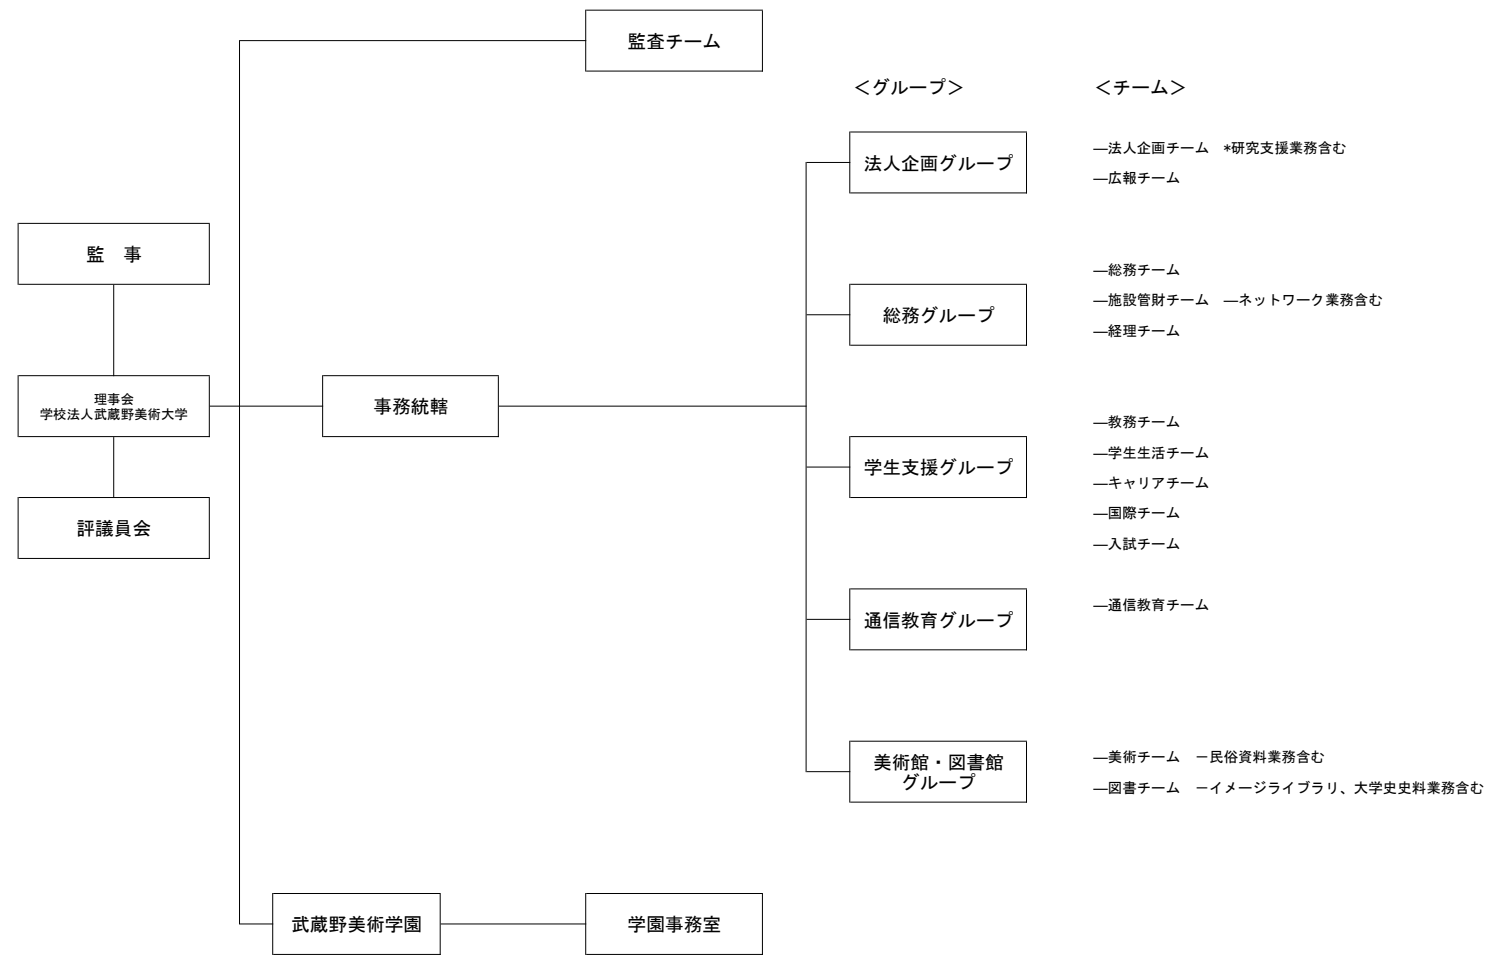 監査チーム
＜グループ＞
＜チーム＞
法人企画グループ
―法人企画チーム　*研究支援業務含む
―広報チーム
監　事
総務グループ
―総務チーム
―施設管財チーム　―ネットワーク業務含む
―経理チーム
理事会
学校法人武蔵野美術大学
事務統轄
評議員会
学生支援グループ
―教務チーム
―学生生活チーム
―キャリアチーム
―国際チーム
―入試チーム
通信教育グループ
―通信教育チーム
美術館・図書館
グループ
―美術チーム　－民俗資料業務含む
―図書チーム　－イメージライブラリ、大学史史料業務含む
武蔵野美術学園
学園事務室